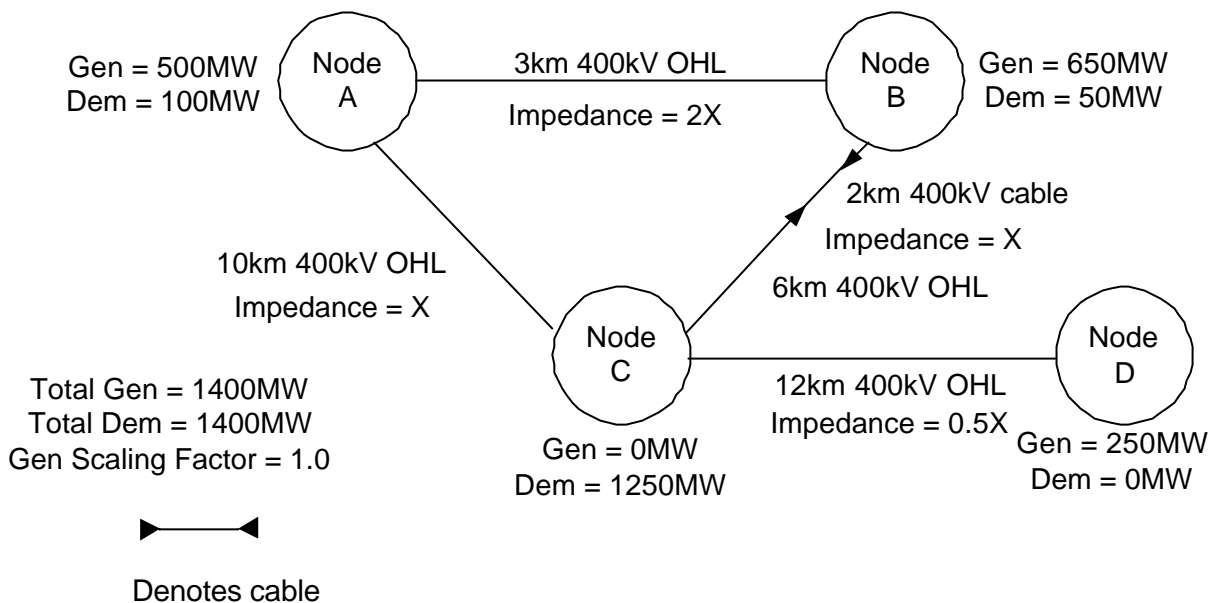 Gen = 500MW
Dem = 100MW
Node
A
3km 400kV OHL
Impedance = 2X
Node
B
Gen = 650MW
Dem = 50MW
2km 400kV cable
Impedance = X
6km 400kV OHL
10km 400kV OHL
Impedance = X
Node
C
12km 400kV OHL
Impedance = 0.5X
Node
D
Gen = 0MW
Dem = 1250MW
Gen = 250MW
Dem = 0MW
Total Gen = 1400MW
Total Dem = 1400MW
Gen Scaling Factor = 1.0
Denotes cable